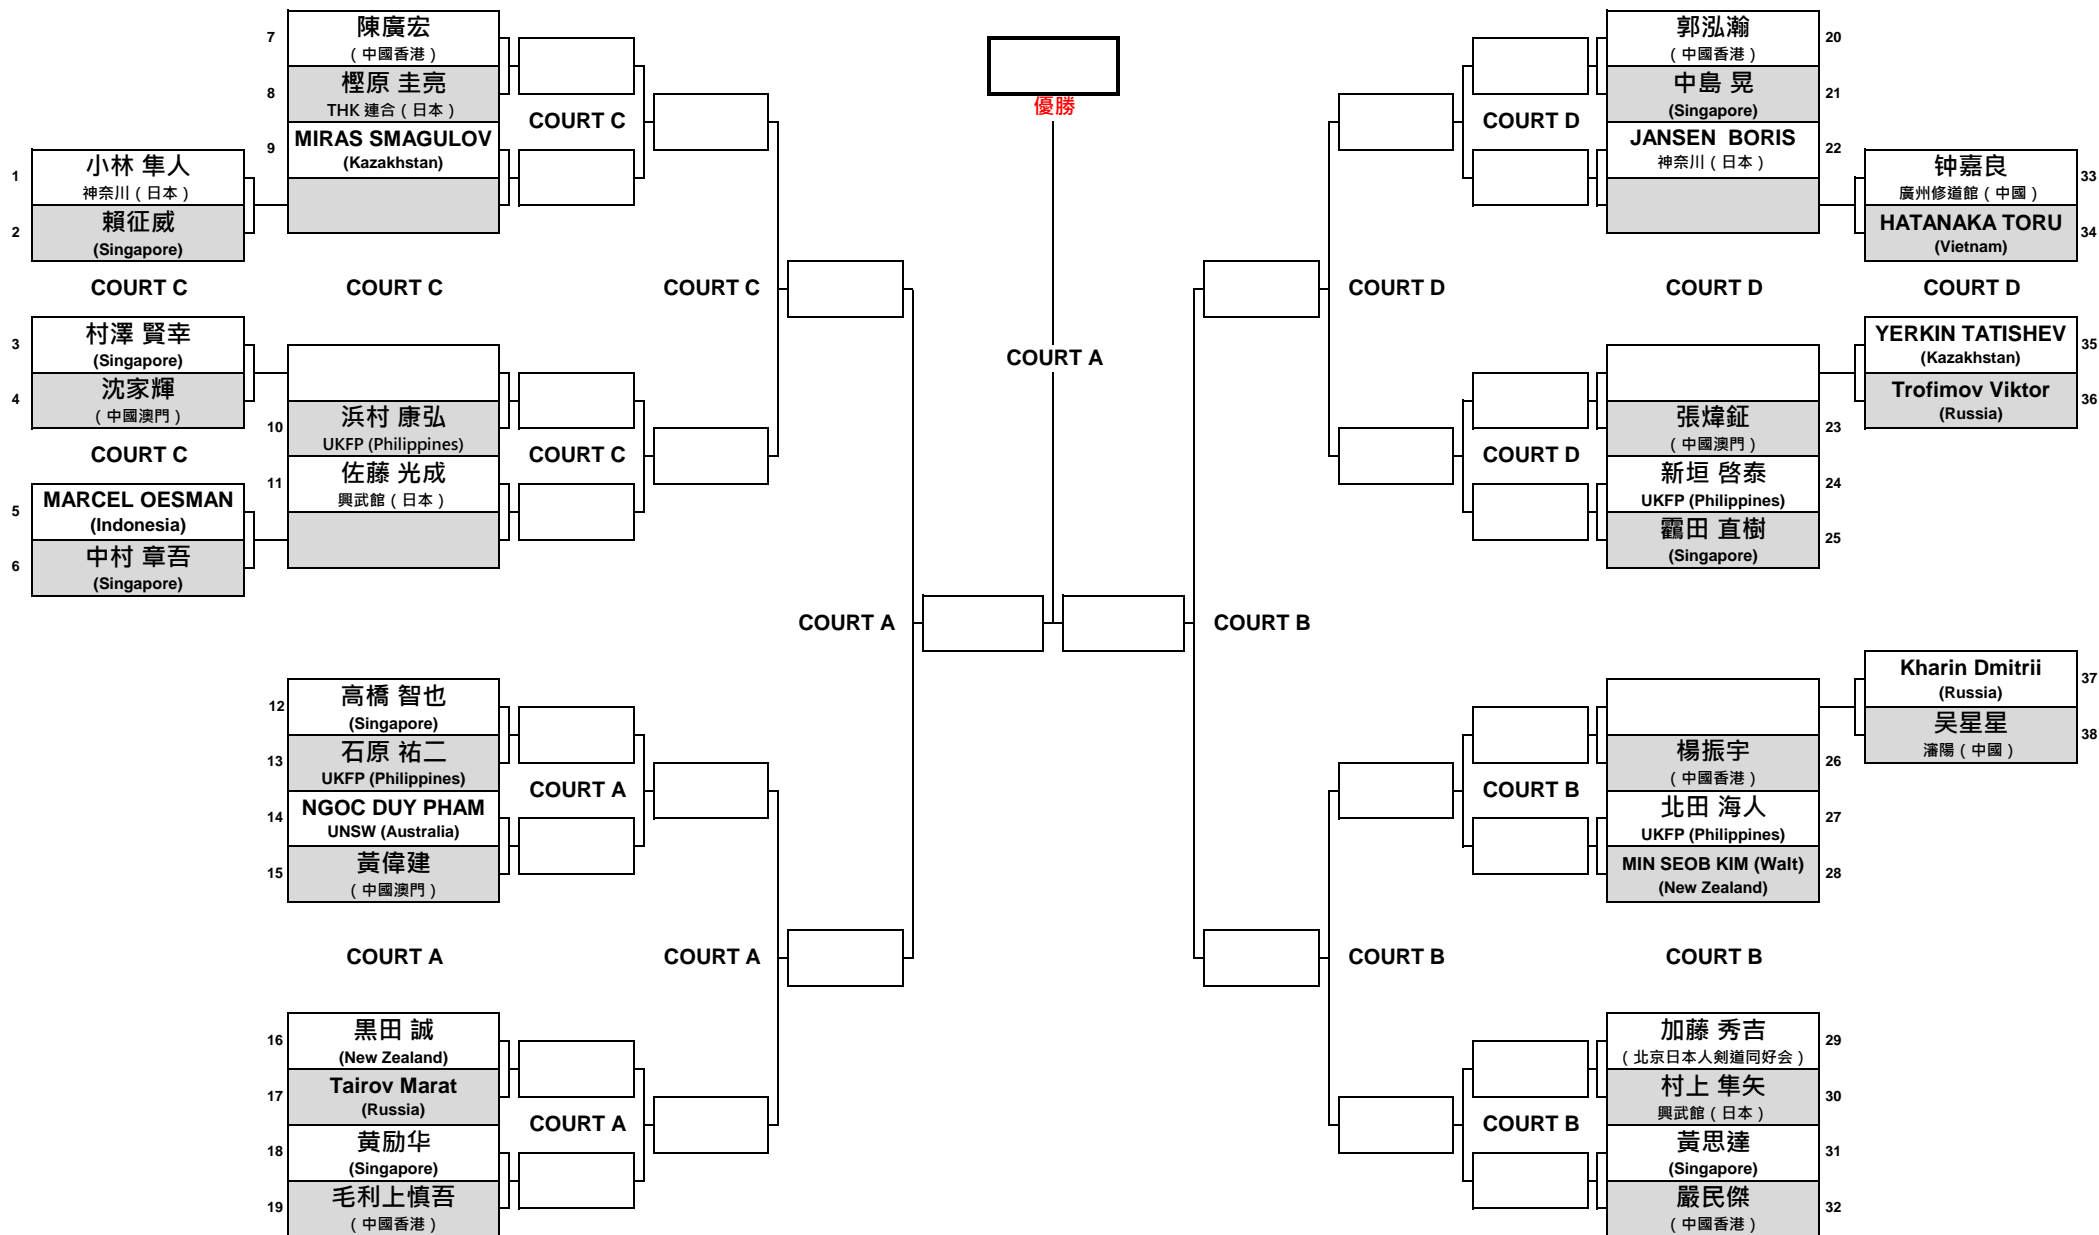 1
小林 隼人
神奈川（日本）
2
賴征威
(Singapore)
COURT C
3
村澤 賢幸
(Singapore)
4
沈家輝
（中國澳門）
COURT C
5
MARCEL OESMAN
(Indonesia)
6
中村 章吾
(Singapore)
7
陳廣宏
（中國香港）
8
樫原 圭亮
THK 連合（日本）
9
MIRAS SMAGULOV
(Kazakhstan)
COURT C
10
浜村 康弘
UKFP (Philippines)
11
佐藤 光成
興武館（日本）
12
高橋 智也
(Singapore)
13
石原 祐二
UKFP (Philippines)
14
NGOC DUY PHAM
UNSW (Australia)
15
黃偉建
（中國澳門）
COURT A
16
黒田 誠
(New Zealand)
17
Tairov Marat
(Russia)
18
黄励华
(Singapore)
19
毛利上慎吾
（中國香港）
COURT C
COURT C
COURT A
COURT A
COURT C
COURT A
COURT A
優勝
COURT A
COURT B
COURT D
COURT B
COURT D
COURT D
COURT B
COURT B
郭泓瀚
（中國香港）
20
中島 晃
(Singapore)
21
JANSEN BORIS
神奈川（日本）
22
COURT D
張煒鉦
（中國澳門）
23
新垣 啓泰
UKFP (Philippines)
24
靍田 直樹
(Singapore)
25
楊振宇
（中國香港）
26
北田 海人
UKFP (Philippines)
27
MIN SEOB KIM (Walt)
(New Zealand)
28
COURT B
加藤 秀吉
（北京日本人剣道同好会）
29
村上 隼矢
興武館（日本）
30
黃思達
(Singapore)
31
嚴民傑
（中國香港）
32
钟嘉良
廣州修道館（中國）
33
HATANAKA TORU
(Vietnam)
34
COURT D
YERKIN TATISHEV
(Kazakhstan)
35
Trofimov Viktor
(Russia)
36
Kharin Dmitrii
(Russia)
37
吴星星
瀋陽（中國）
38